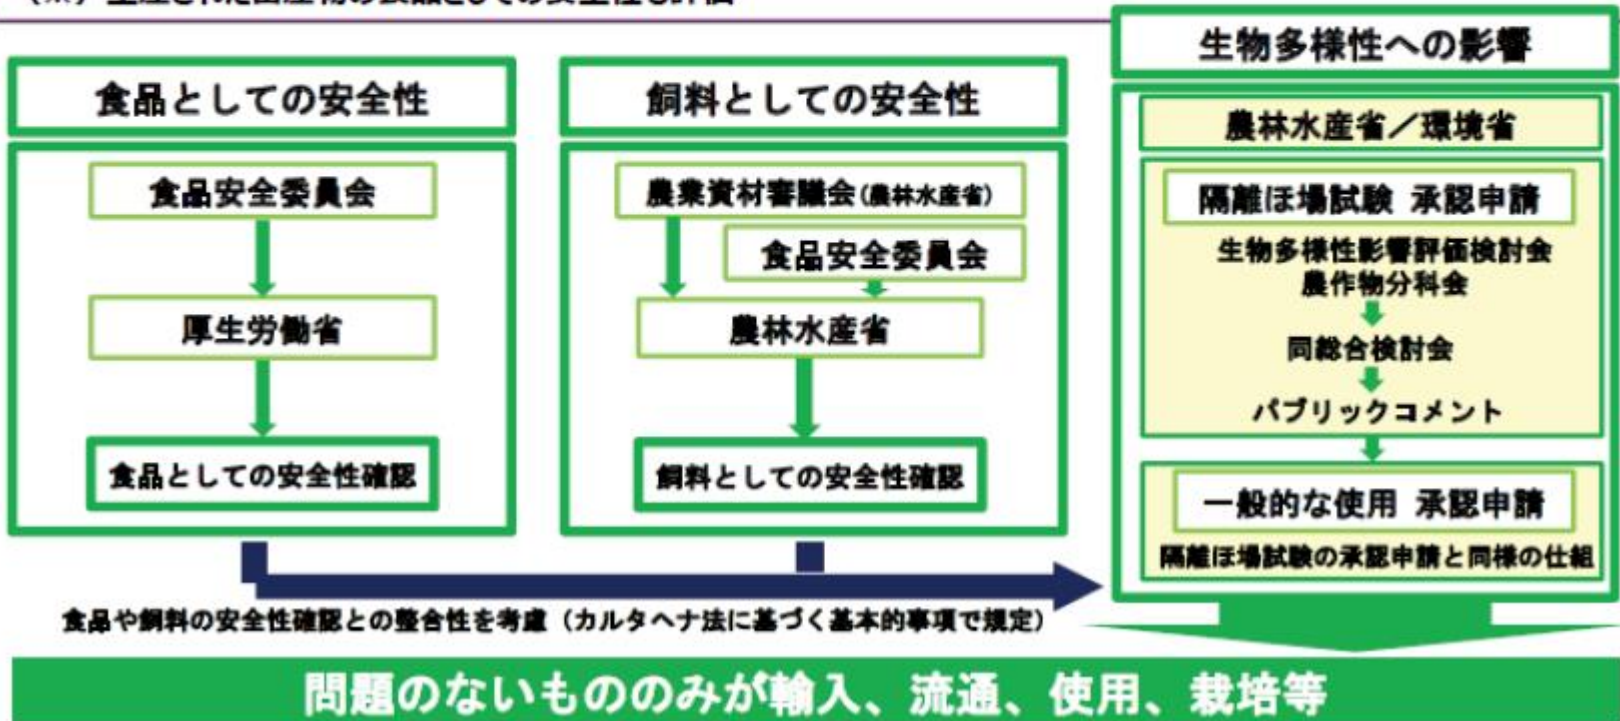 食品としての安全性
食品安全委員会
厚生労働省
食品としての安全性確認
飼料としての安全性
農業資材審議会(農林水産省)
食品安全委員会
農林水産省
飼料としての安全性確認
生物多様性への影響
農林水産省／環境省
隔離ほ場試験 承認申請
生物多様性影響評価検討会
農作物分科会
同総合検討会
パブリックコメント
一般的な使用 承認申請
隔離ほ場試験の承認申請と同様の仕組
食品や飼料の安全性確認との整合性を考慮（カルタヘナ法に基づく基本的事項で規定）
問題のないもののみが輸入、流通、使用、栽培等